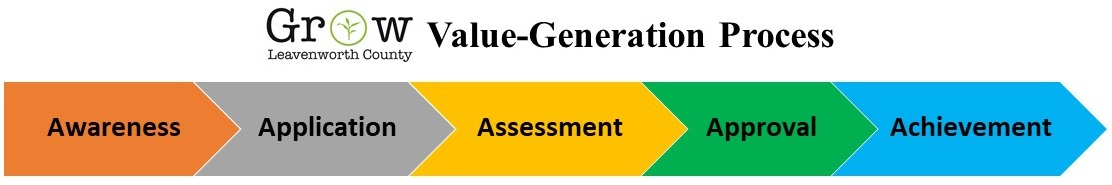 Grow
Leavenworth County
Value-Generation Process
Awareness
Application
Assessment
Approval
Achievement